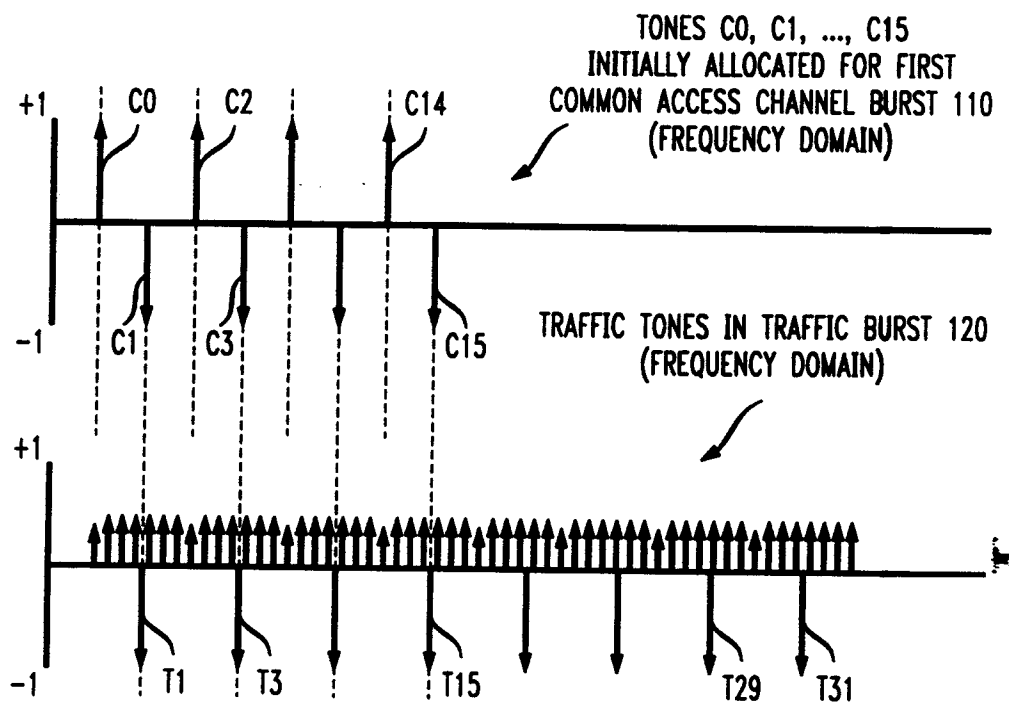 TONES C0, C1, ..., C15
INITIALLY ALLOCATED FOR FIRST
COMMON ACCESS CHANNEL BURST 110
(FREQUENCY DOMAIN)
+1
C0
C2
C14
-1
C1
C3
C15
TRAFFIC TONES IN TRAFFIC BURST 120
(FREQUENCY DOMAIN)
+1
-1
T1
T3
T15
T29
T31